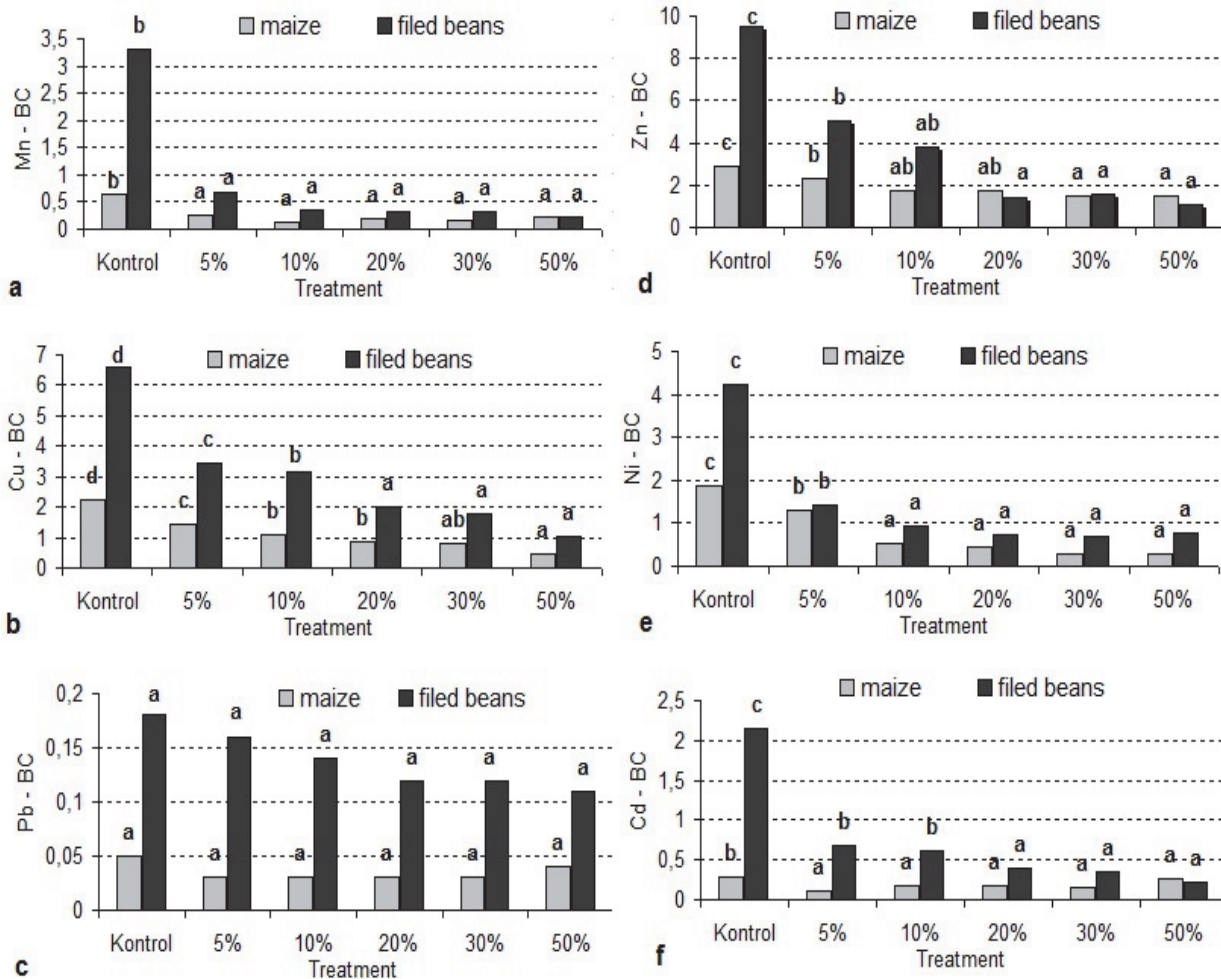 maize filed beans
Mn - BC
3,5
3
2,5
2
1,5
1
0,5
0
b b
a a
a a
a a
a a
a a
Kontrol 5% 10% 20% 30% 50%
Treatment
a
maize filed beans
Zn - BC
10
8
6
4
2
0
c c
b b
ab ab
ab a
a a
a a
Kontrol 5% 10% 20% 30% 50%
Treatment
d
maize filed beans
Cu - BC
7
6
5
4
3
2
1
0
d d
c c
b b
b a
ab a
a a
Kontrol 5% 10% 20% 30% 50%
Treatment
b
maize filed beans
Ni - BC
5
4
3
2
1
0
c c
b b
a a
a a
a a
a a
Kontrol 5% 10% 20% 30% 50%
Treatment
e
maize filed beans
Pb - BC
0,2
0,15
0,1
0,05
0
a a
a a
a a
a a
a a
a a
Kontrol 5% 10% 20% 30% 50%
Treatment
c
maize filed beans
Cd - BC
2,5
2
1,5
1
0,5
0
b c
a b
a b
a a
a a
a a
Kontrol 5% 10% 20% 30% 50%
Treatment
f